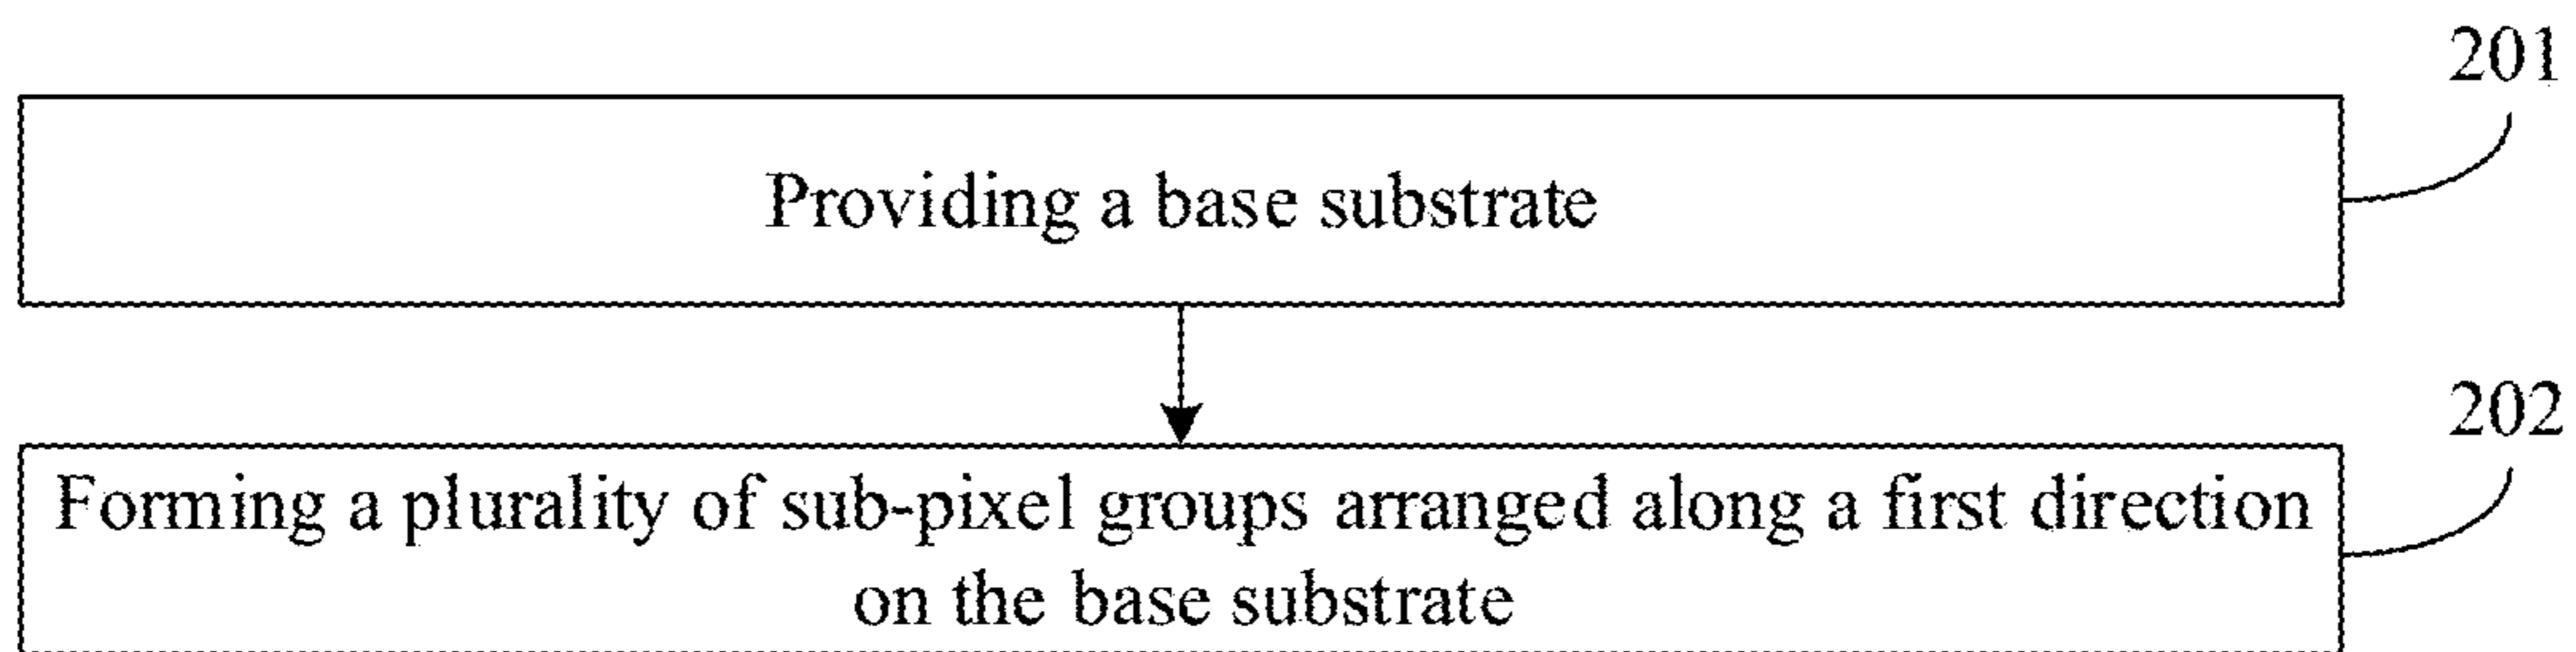 201
Providing a base substrate
202
Forming a plurality of sub-pixel groups arranged along a first direction
on the base substrate